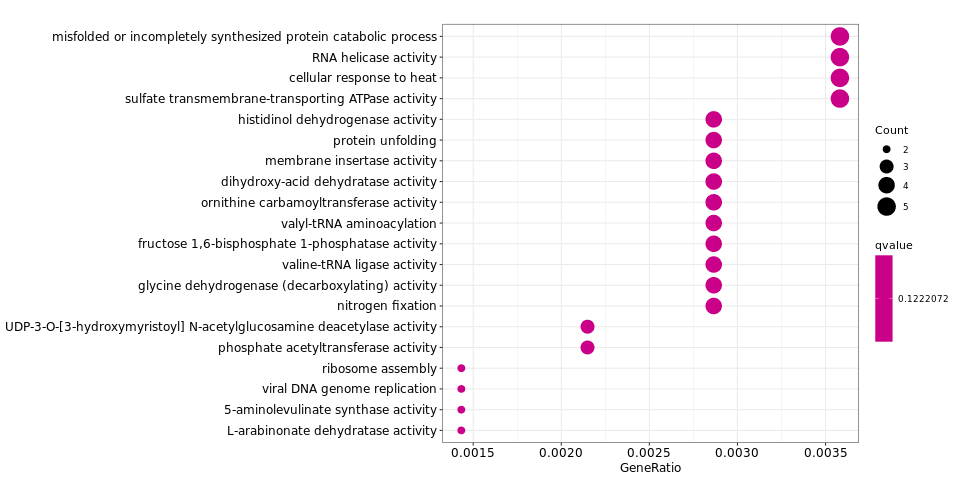 misfolded or incompletely synthesized protein catabolic process
RNA helicase activity
cellular response to heat
sulfate transmembrane-transporting ATPase activity
histidinol dehydrogenase activity
protein unfolding
membrane insertase activity
dihydroxy-acid dehydratase activity
ornithine carbamoyltransferase activity
valyl-tRNA aminoacylation
fructose 1,6-bisphosphate 1-phosphatase activity
valine-tRNA ligase activity
glycine dehydrogenase (decarboxylating) activity
nitrogen fixation
UDP-3-O-[3-hydroxymyristoyl] N-acetylglucosamine deacetylase activity
phosphate acetyltransferase activity
ribosome assembly
viral DNA genome replication
5-aminolevulinate synthase activity
L-arabinonate dehydratase activity
0.0015 0.0020 0.0025 0.0030 0.0035
GeneRatio
Count
2
3
4
5
qvalue
0.1222072